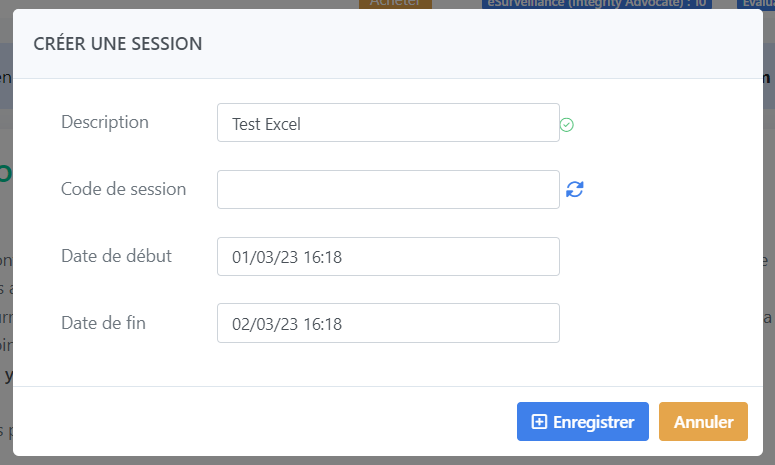 Acheter
eSurveillance (Integrity Advocate) : 10
CRÉER UNE SESSION
Description
Test Excel
Code de session
Date de début
01/03/23 16:18
Date de fin
02/03/23 16:18
Enregistrer
Annuler